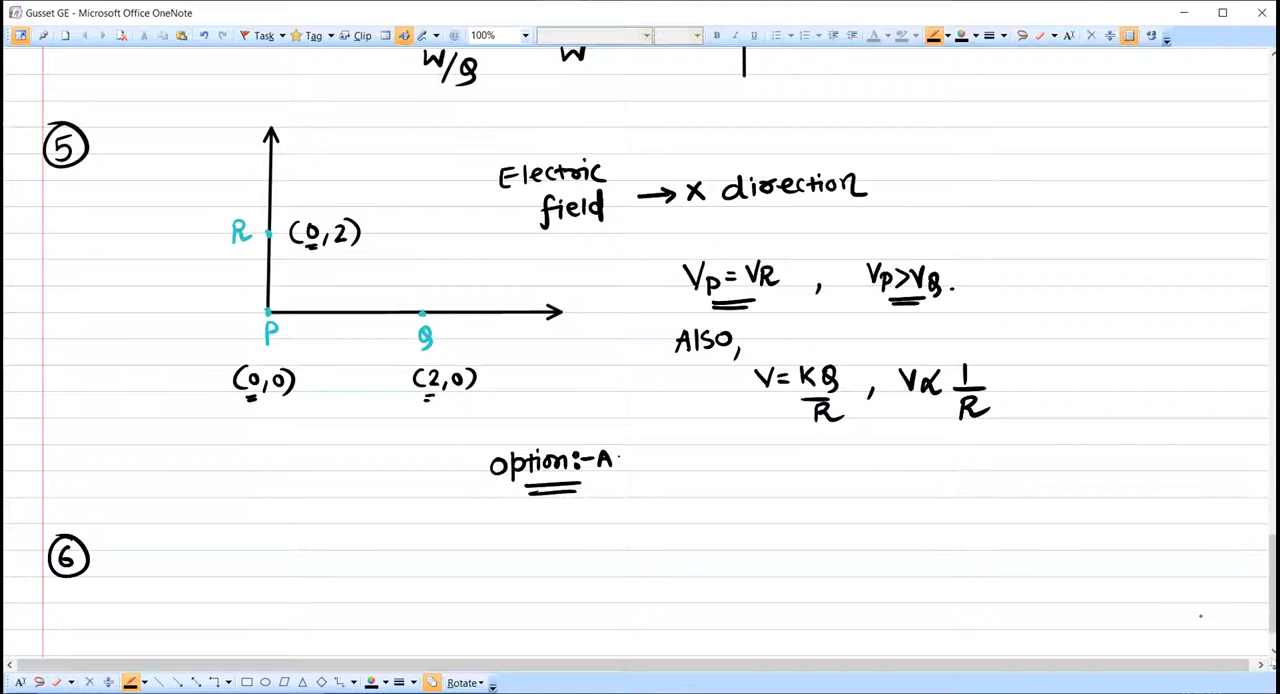 Gusset GE - Microsoft Office OneNote
Task Tag Clip 100% B I U
W/Q W
5
Electric
field → X direction
R (0,2)
VP = VR , VP > VQ.
P Q
ALSO,
(0,0) (2,0)
V = KQ/R , V ∝ 1/R
Option:- A.
6
Rotate